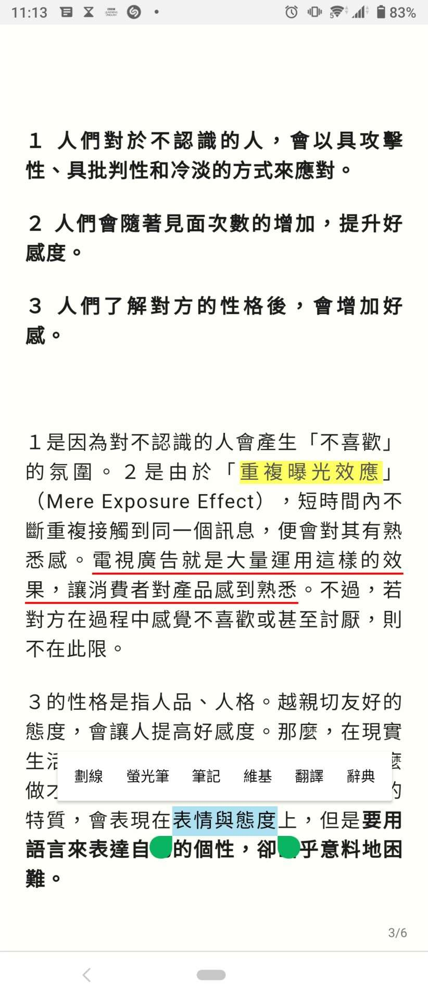 11:13
83%
1 人們對於不認識的人，會以具攻擊
性、具批判性和冷淡的方式來應對。
2 人們會隨著見面次數的增加，提升好
感度。
3 人們了解對方的性格後，會增加好
感。
1是因為對不認識的人會產生「不喜歡」
的氛圍。2是由於「重複曝光效應」
（Mere Exposure Effect），短時間內不
斷重複接觸到同一個訊息，便會對其有熟
悉感。電視廣告就是大量運用這樣的效
果，讓消費者對產品感到熟悉。不過，若
對方在過程中感覺不喜歡或甚至討厭，則
不在此限。
3的性格是指人品、人格。越親切友好的
態度，會讓人提高好感度。那麼，在現實
生活
劃線 螢光筆 筆記 維基 翻譯 辭典
做 的
特質，會表現在表情與態度上，但是要用
語言來表達自 的個性，卻 乎意料地困
難。
3/6